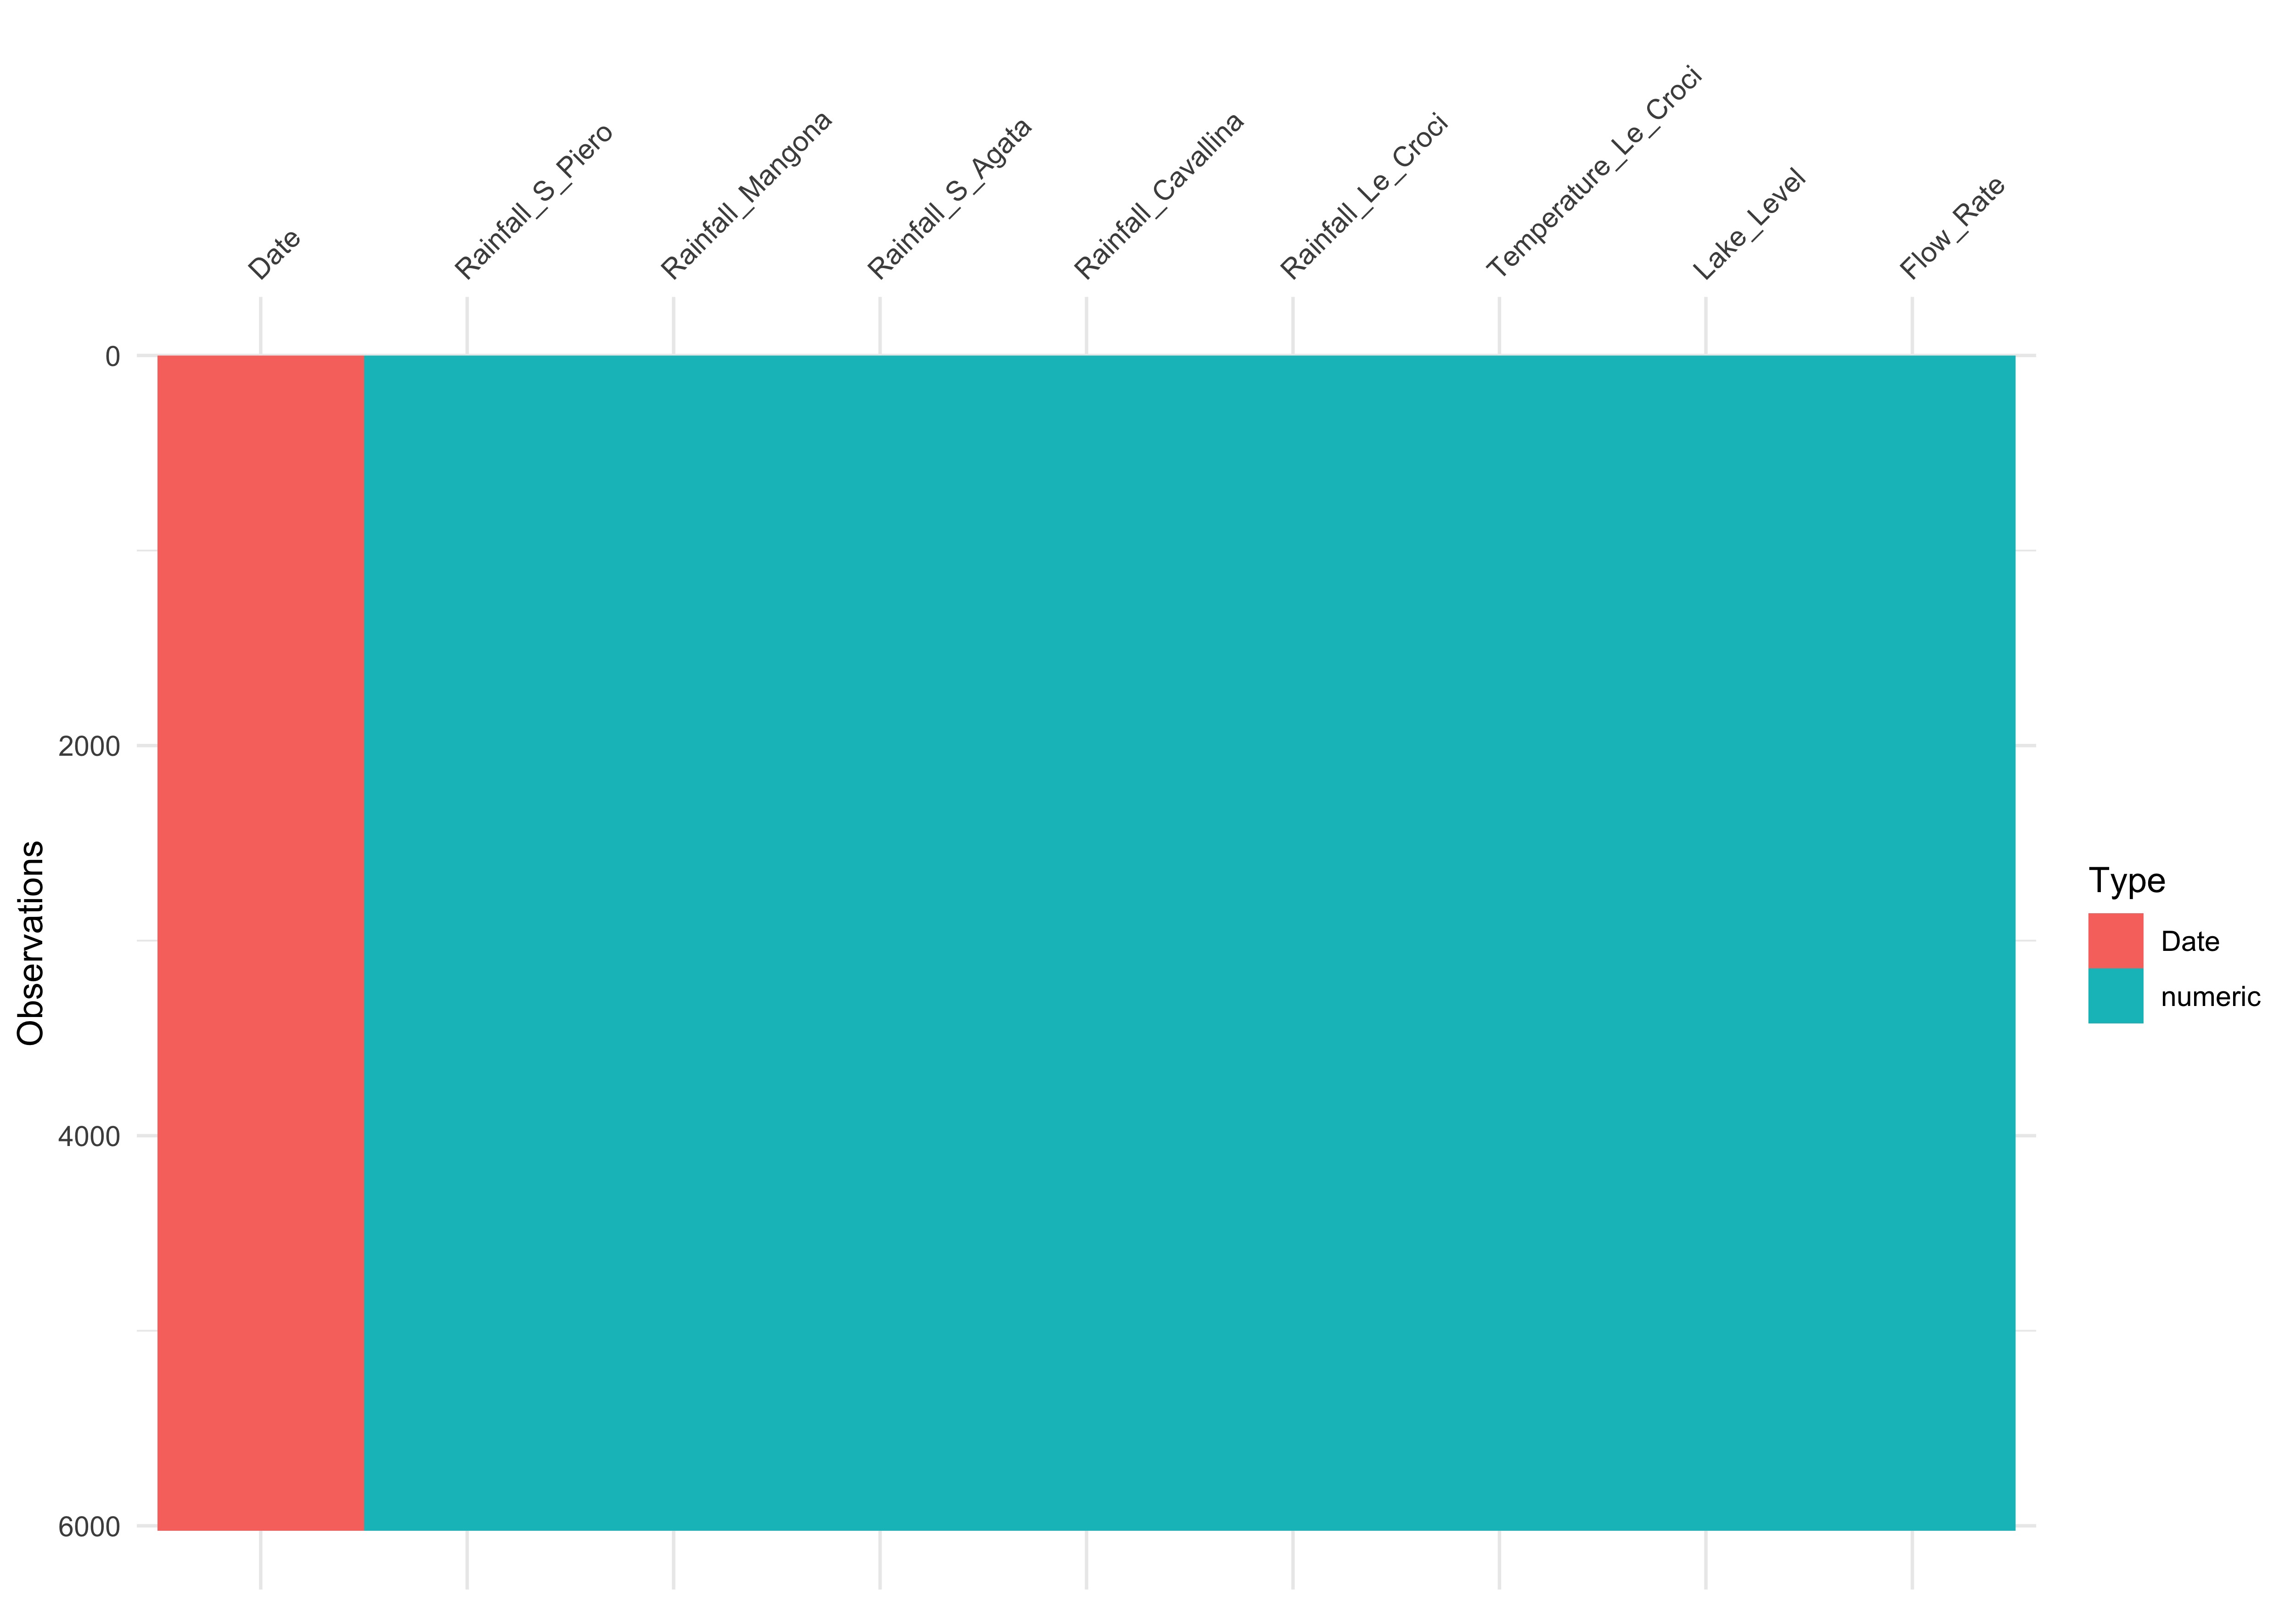 Date
Rainfall_S_Piero
Rainfall_Mangona
Rainfall_S_Agata
Rainfall_Cavallina
Rainfall_Le_Croci
Temperature_Le_Croci
Lake_Level
Flow_Rate
0
2000
4000
6000
Observations
Type
Date
numeric